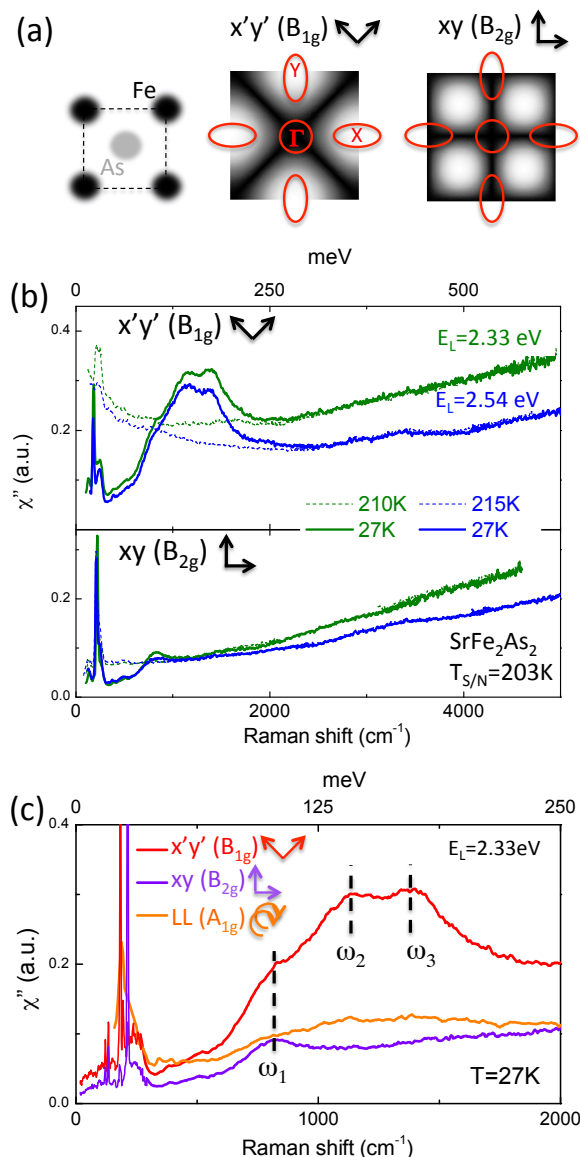 (a)
x'y' (B1g)
xy (B2g)
Fe
As
Y
Γ
X
meV
0
250
500
(b)
x'y' (B1g)
EL=2.33 eV
EL=2.54 eV
0.4
0.2
χ'' (a.u.)
210K
215K
27K
27K
xy (B2g)
0.2
0.0
SrFe2As2
TS/N=203K
0
2000
4000
Raman shift (cm-1)
meV
(c)
0
125
250
0.4
x'y' (B1g)
EL=2.33eV
xy (B2g)
LL (A1g)
χ'' (a.u.)
0.2
ω2
ω3
ω1
T=27K
0.0
0
1000
2000
Raman shift (cm-1)